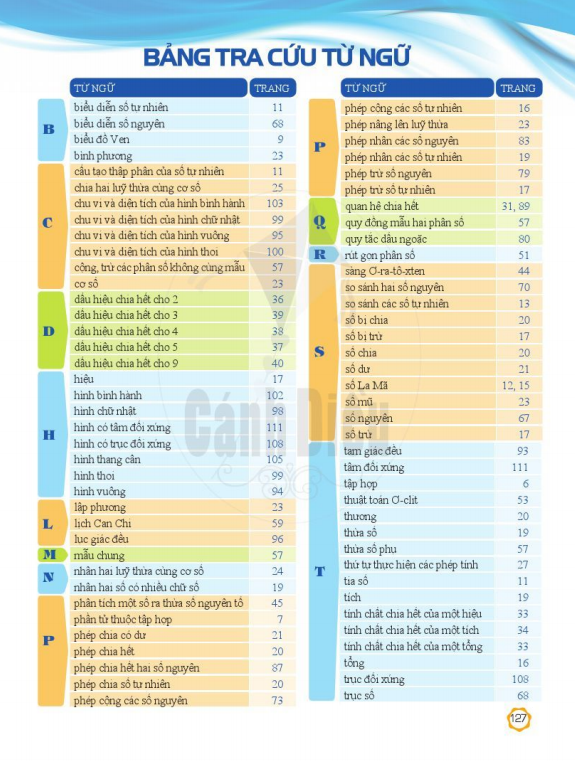 BẢNG TRA CỨU TỪ NGỮ
TỪ NGỮ TRANG
B
biểu diễn số tự nhiên 11
biểu diễn số nguyên 68
biểu đồ Ven 9
bình phương 23
C
cấu tạo thập phân của số tự nhiên 11
chia hai luỹ thừa cùng cơ số 25
chu vi và diện tích của hình bình hành 103
chu vi và diện tích của hình chữ nhật 99
chu vi và diện tích của hình vuông 95
chu vi và diện tích của hình thoi 100
cộng, trừ các phân số không cùng mẫu 57
cơ số 23
D
dấu hiệu chia hết cho 2 36
dấu hiệu chia hết cho 3 39
dấu hiệu chia hết cho 4 38
dấu hiệu chia hết cho 5 37
dấu hiệu chia hết cho 9 40
H
hiệu 17
hình bình hành 102
hình chữ nhật 98
hình có tâm đối xứng 111
hình có trục đối xứng 108
hình thang cân 105
hình thoi 99
hình vuông 94
L
lập phương 23
lịch Can Chi 59
lục giác đều 96
M
mẫu chung 57
N
nhân hai luỹ thừa cùng cơ số 24
nhân hai số có nhiều chữ số 19
P
phân tích một số ra thừa số nguyên tố 45
phần tử thuộc tập hợp 7
phép chia có dư 21
phép chia hết 20
phép chia hết hai số nguyên 87
phép chia số tự nhiên 20
phép cộng các số nguyên 73
TỪ NGỮ TRANG
P
phép cộng các số tự nhiên 16
phép nâng lên luỹ thừa 23
phép nhân các số nguyên 83
phép nhân các số tự nhiên 19
phép trừ số nguyên 79
phép trừ số tự nhiên 17
Q
quan hệ chia hết 31, 89
quy đồng mẫu hai phân số 57
quy tắc dấu ngoặc 80
R
rút gọn phân số 51
S
sàng Ơ-ra-tô-xten 44
so sánh hai số nguyên 70
so sánh các số tự nhiên 13
số bị chia 20
số bị trừ 17
số chia 20
số dư 21
số La Mã 12, 15
số mũ 23
số nguyên 67
số trừ 17
T
tam giác đều 93
tâm đối xứng 111
tập hợp 6
thuật toán Ơ-clit 53
thương 20
thừa số 19
thừa số phụ 57
thứ tự thực hiện các phép tính 27
tia số 11
tích 19
tính chất chia hết của một hiệu 33
tính chất chia hết của một tích 34
tính chất chia hết của một tổng 33
tổng 16
trục đối xứng 108
trục số 68
Cánh Diều
127